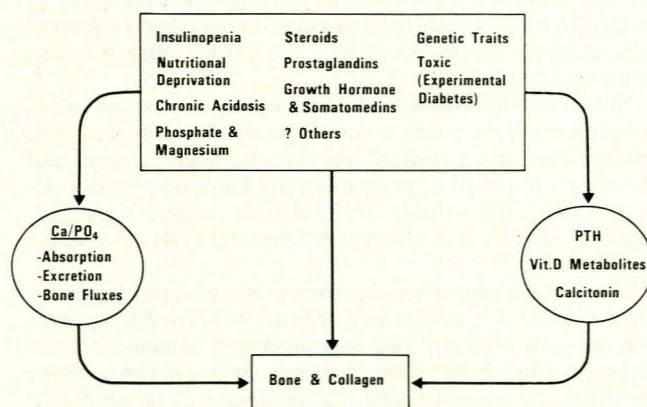 Insulinopenia
Nutritional
Deprivation
Chronic Acidosis
Phosphate &
Magnesium
Steroids
Prostaglandins
Growth Hormone
& Somatomedins
? Others
Genetic Traits
Toxic
(Experimental
Diabetes)
Ca/PO₄
-Absorption
-Excretion
-Bone Fluxes
PTH
Vit.D Metabolites
Calcitonin
Bone & Collagen